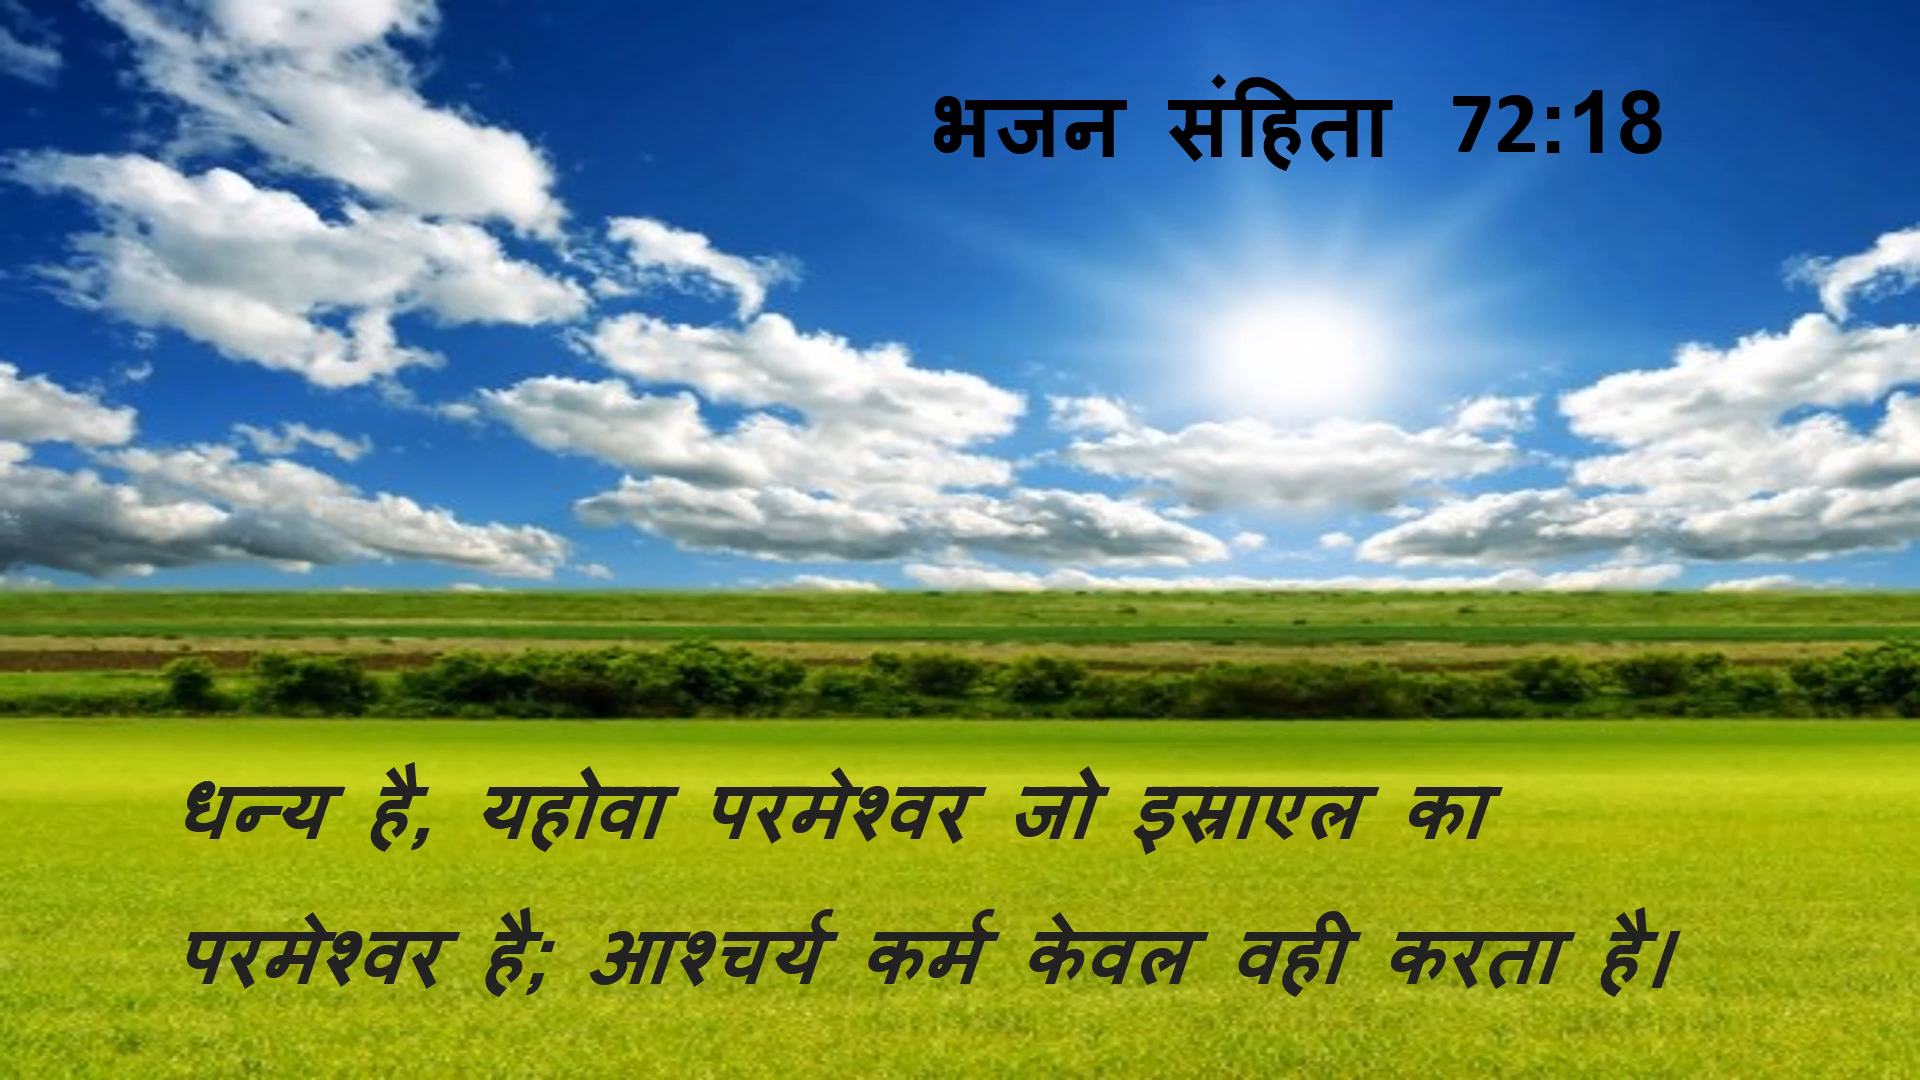 भजन संहिता 72:18
धन्य है, यहोवा परमेश्वर जो इस्राएल का
परमेश्वर है; आश्चर्य कर्म केवल वही करता है।